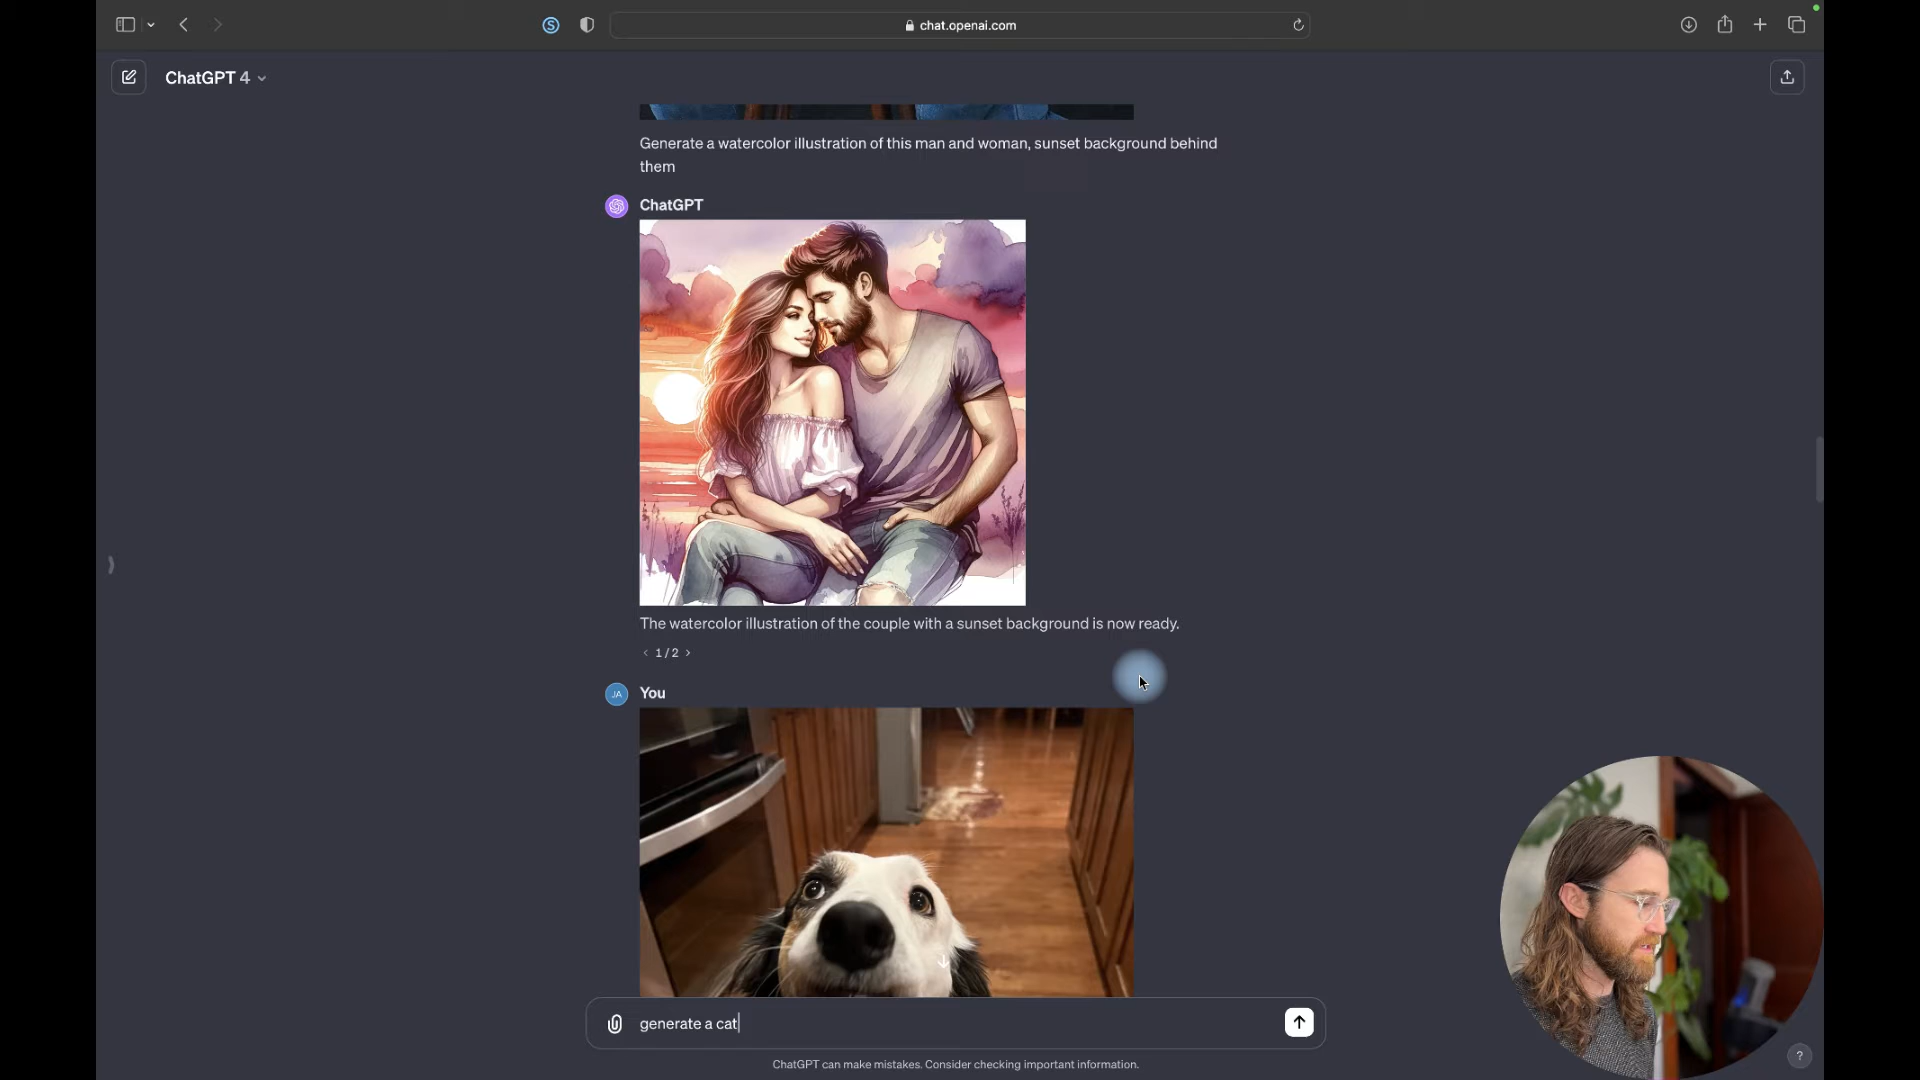 chat.openai.com
ChatGPT 4
Generate a watercolor illustration of this man and woman, sunset background behind
them
ChatGPT
The watercolor illustration of the couple with a sunset background is now ready.
< 1/2 >
JA
You
generate a cat
ChatGPT can make mistakes. Consider checking important information.
?